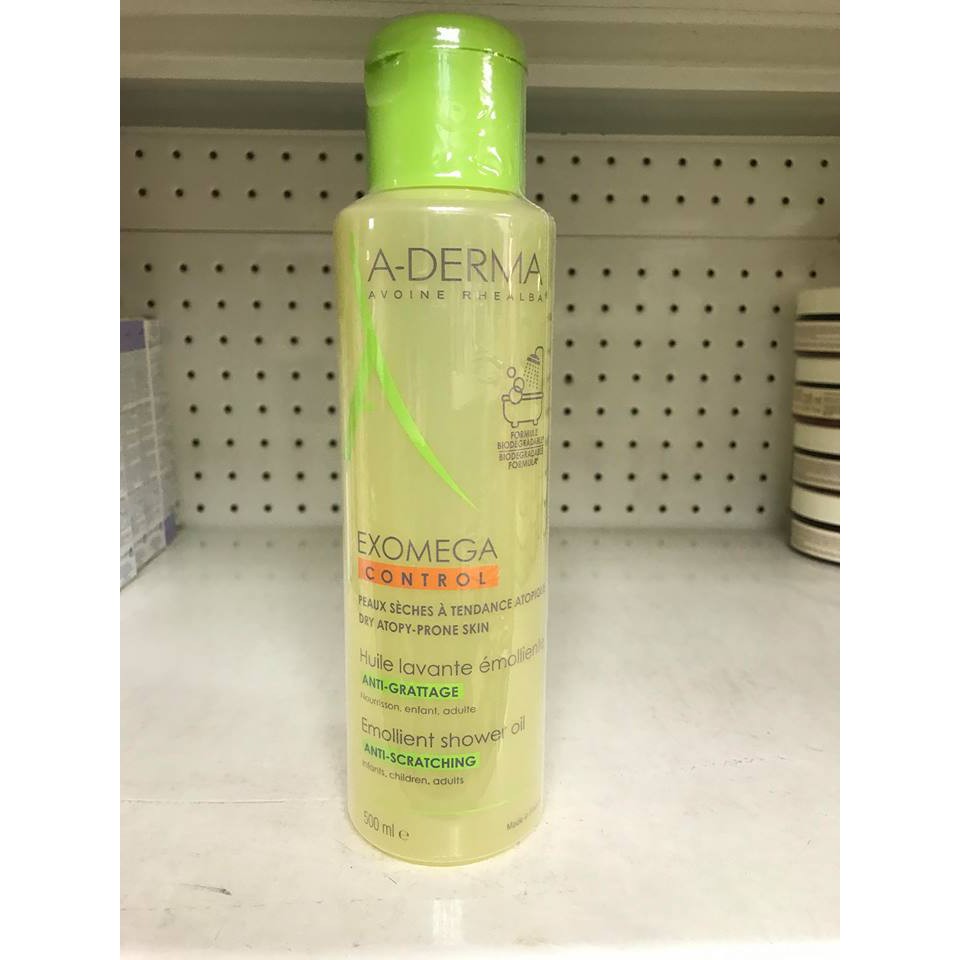 A-DERMA
AVOINE RHEALBA
FORMULE
BIODEGRADABLE*
BIODEGRADABLE
FORMULA*
EXOMEGA
CONTROL
PEAUX SÈCHES À TENDANCE ATOPIQUE
DRY ATOPY-PRONE SKIN
Huile lavante émolliente
ANTI-GRATTAGE
Nourrisson, enfant, adulte
Emollient shower oil
ANTI-SCRATCHING
infants, children, adults
500 ml e
Made